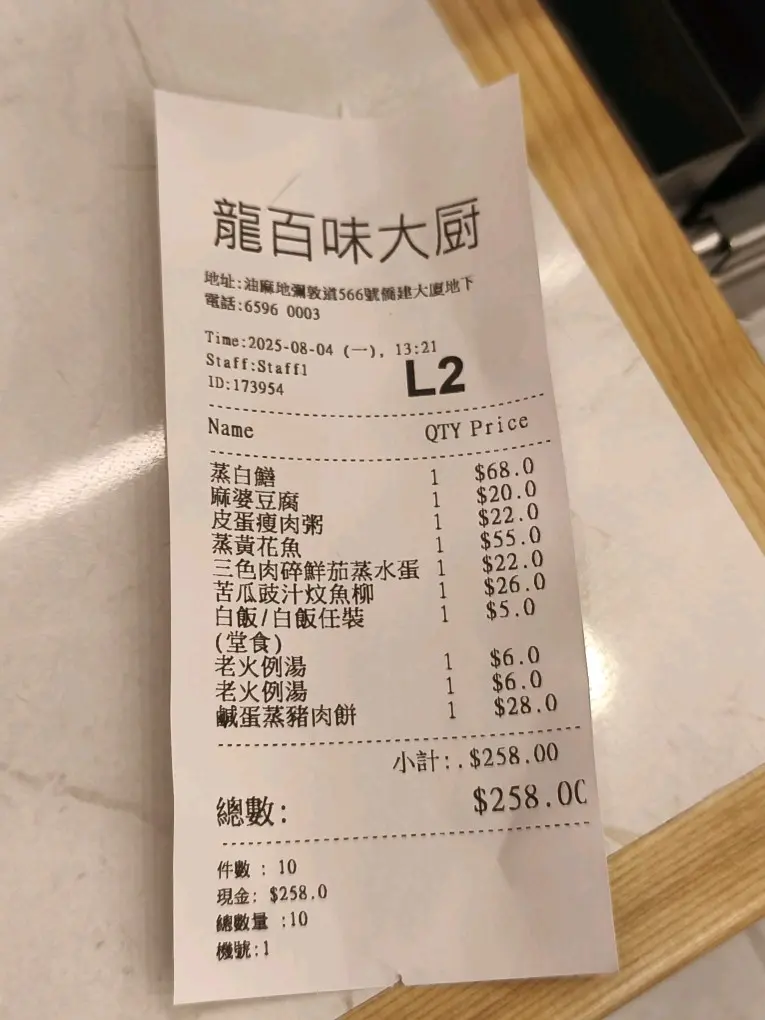 龍百味大厨
地址:油麻地彌敦道566號僑建大廈地下
電話:6596 0003
Time:2025-08-04 (一), 13:21
Staff:Staff1
L2
ID:173954
Name QTY Price
蒸白鱔 1 $68.0
麻婆豆腐 1 $20.0
皮蛋瘦肉粥 1 $22.0
蒸黃花魚 1 $55.0
三色肉碎鮮茄蒸水蛋 1 $22.0
苦瓜豉汁炆魚柳 1 $26.0
白飯/白飯任裝 1 $5.0
(堂食)
老火例湯 1 $6.0
老火例湯 1 $6.0
鹹蛋蒸豬肉餅 1 $28.0
小計:.$258.00
總數: $258.00
件數 : 10
現金: $258.0
總數量 :10
機號:1